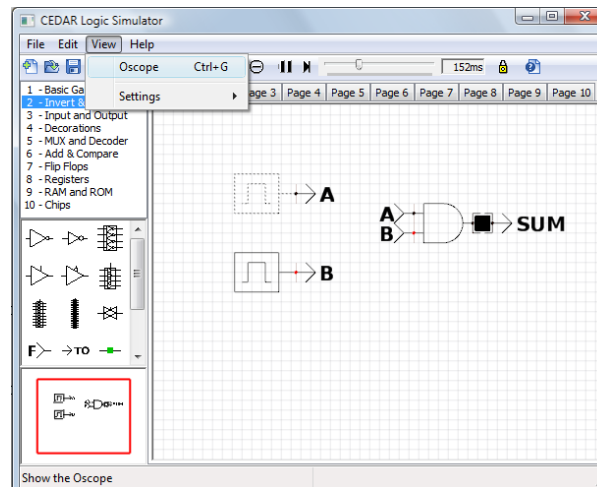 CEDAR Logic Simulator
File Edit View Help
Oscope Ctrl+G
Settings
152ms
1 - Basic Ga
2 - Invert &
3 - Input and Output
4 - Decorations
5 - MUX and Decoder
6 - Add & Compare
7 - Flip Flops
8 - Registers
9 - RAM and ROM
10 - Chips
age 3 Page 4 Page 5 Page 6 Page 7 Page 8 Page 9 Page 10
A
B
A
B
SUM
F TO
Show the Oscope